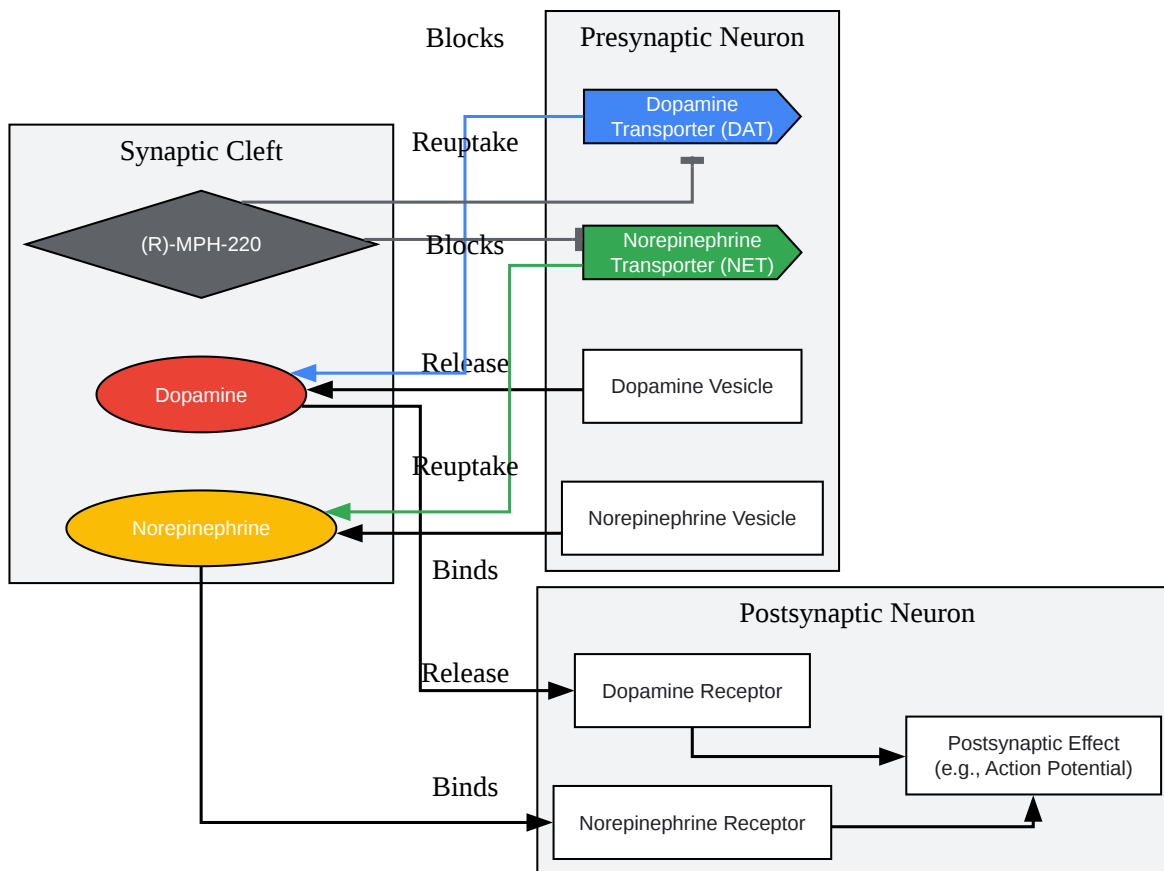 Blocks
Presynaptic Neuron
Dopamine
Transporter (DAT)
Reuptake
Synaptic Cleft
(R)-MPH-220
Blocks
Norepinephrine
Transporter (NET)
Release
Dopamine Vesicle
Dopamine
Reuptake
Norepinephrine Vesicle
Norepinephrine
Binds
Postsynaptic Neuron
Release
Dopamine Receptor
Postsynaptic Effect
(e.g., Action Potential)
Binds
Norepinephrine Receptor